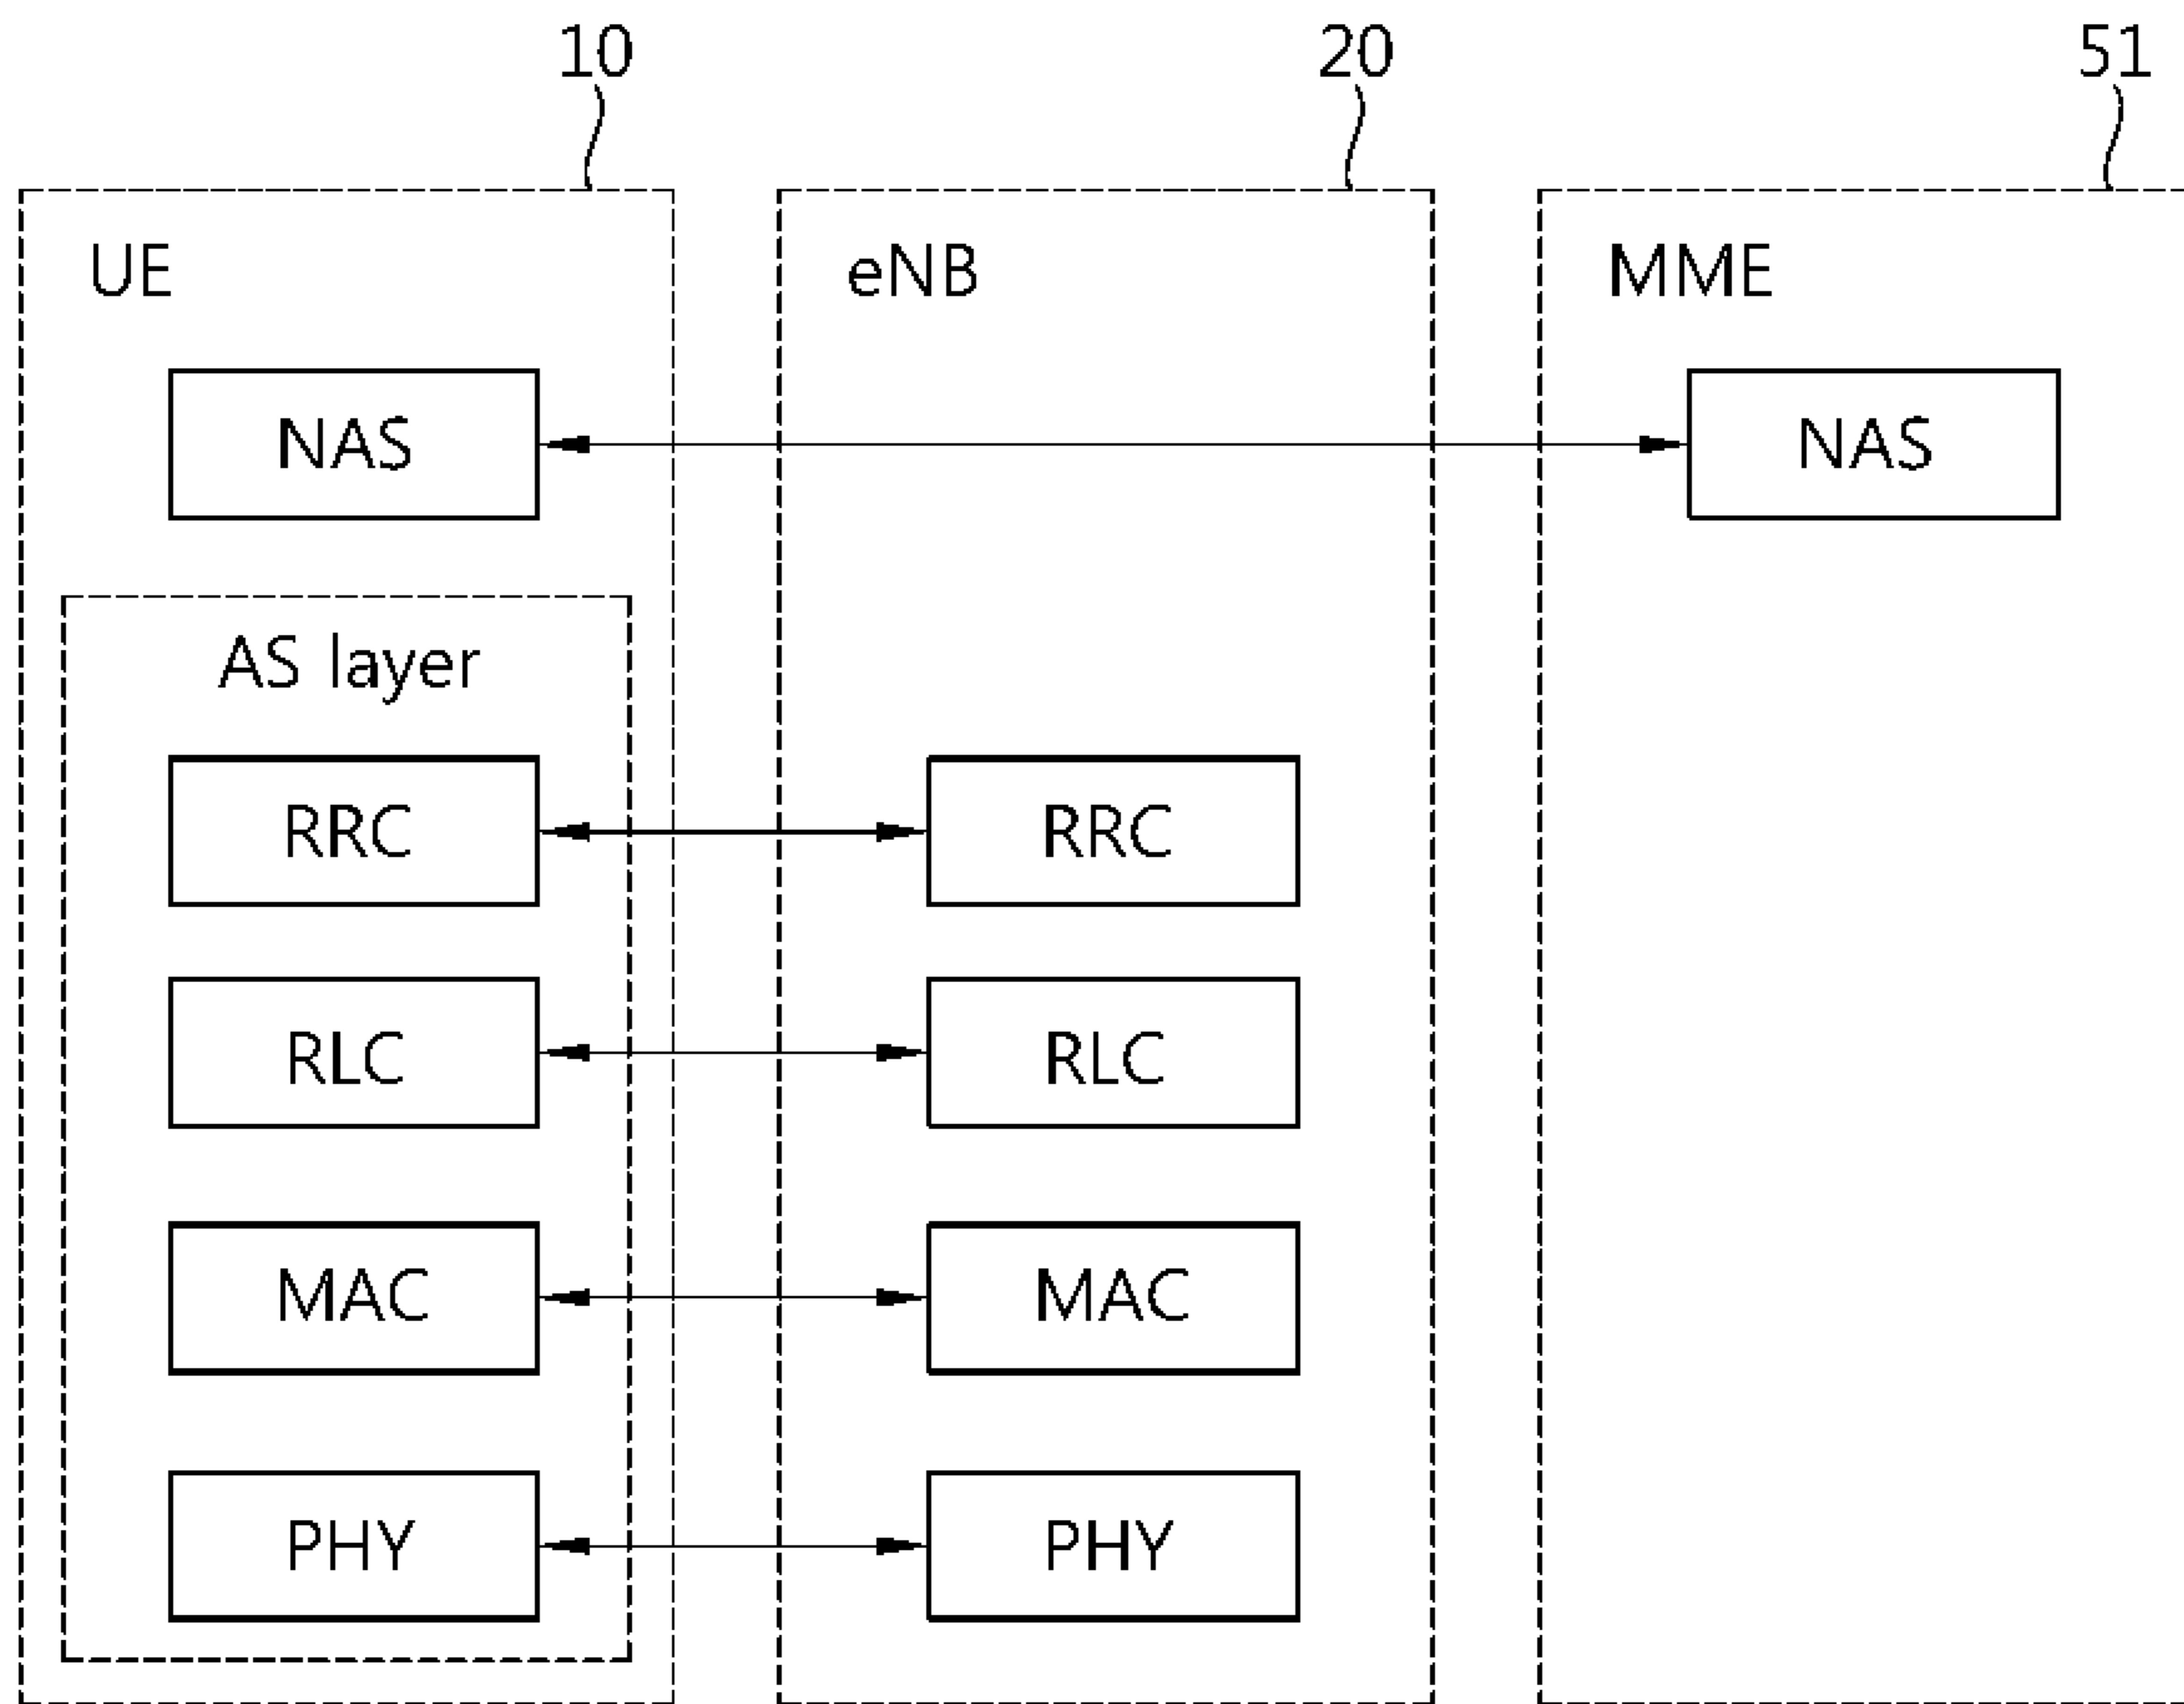 10 20 51
UE eNB MME
NAS NAS
AS layer
RRC RRC
RLC RLC
MAC MAC
PHY PHY